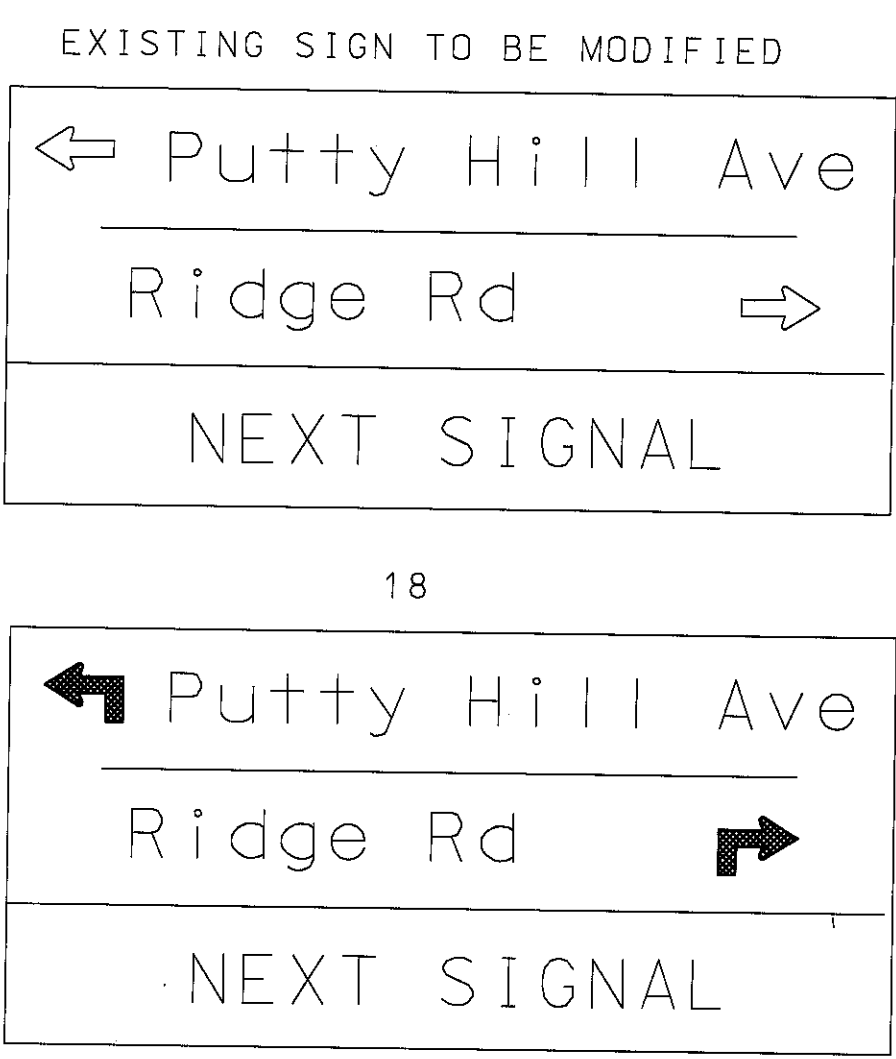 EXISTING SIGN TO BE MODIFIED
Putty Hill Ave
Ridge Rd
NEXT SIGNAL
18
Putty Hill Ave
Ridge Rd
NEXT SIGNAL